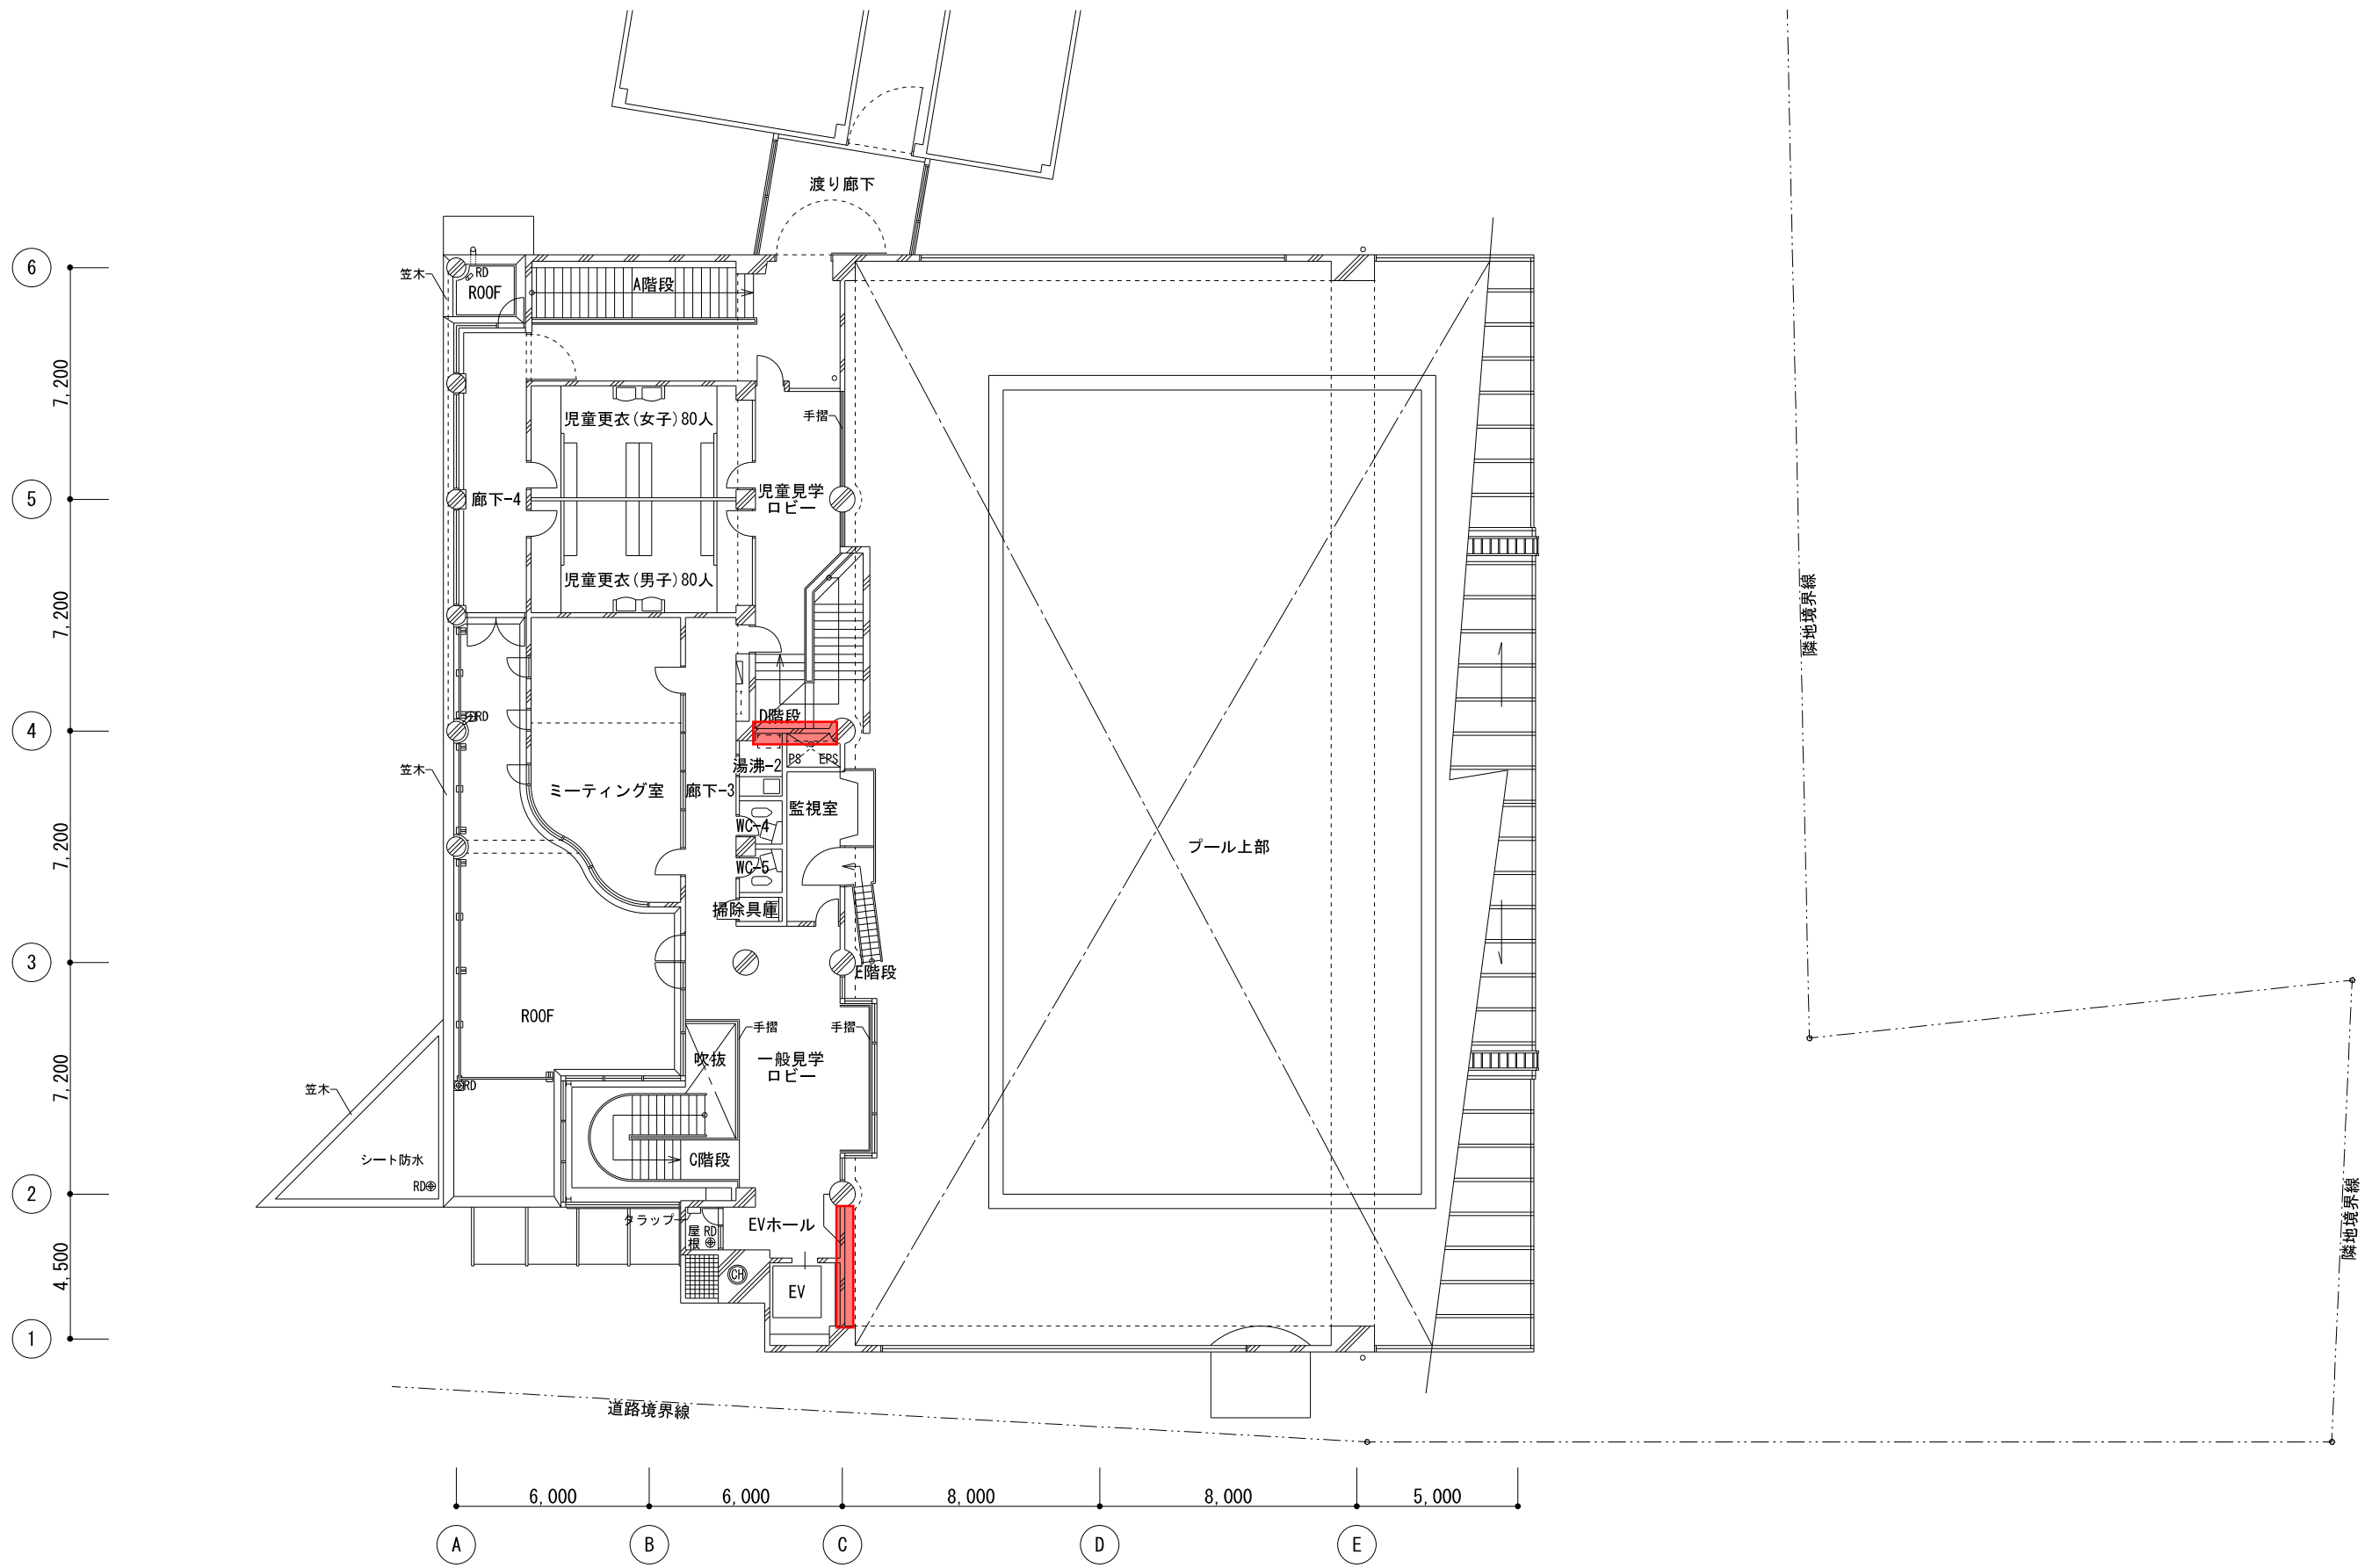 渡り廊下
6
笠木
RD
ROOF
A階段
7,200
手摺
児童更衣(女子)80人
5
廊下-4
児童見学
ロビー
児童更衣(男子)80人
7,200
隣地境界線
4
RD
D階段
笠木
湯沸-2
PS
EPS
ミーティング室
廊下-3
監視室
WC-4
7,200
プール上部
WC-5
掃除具庫
3
E階段
ROOF
手摺
手摺
吹抜
一般見学
ロビー
7,200
RD
笠木
シート防水
C階段
RD
2
タラップ
屋根
RD
EVホール
隣地境界線
4,500
CH
EV
1
道路境界線
6,000
6,000
8,000
8,000
5,000
A
B
C
D
E